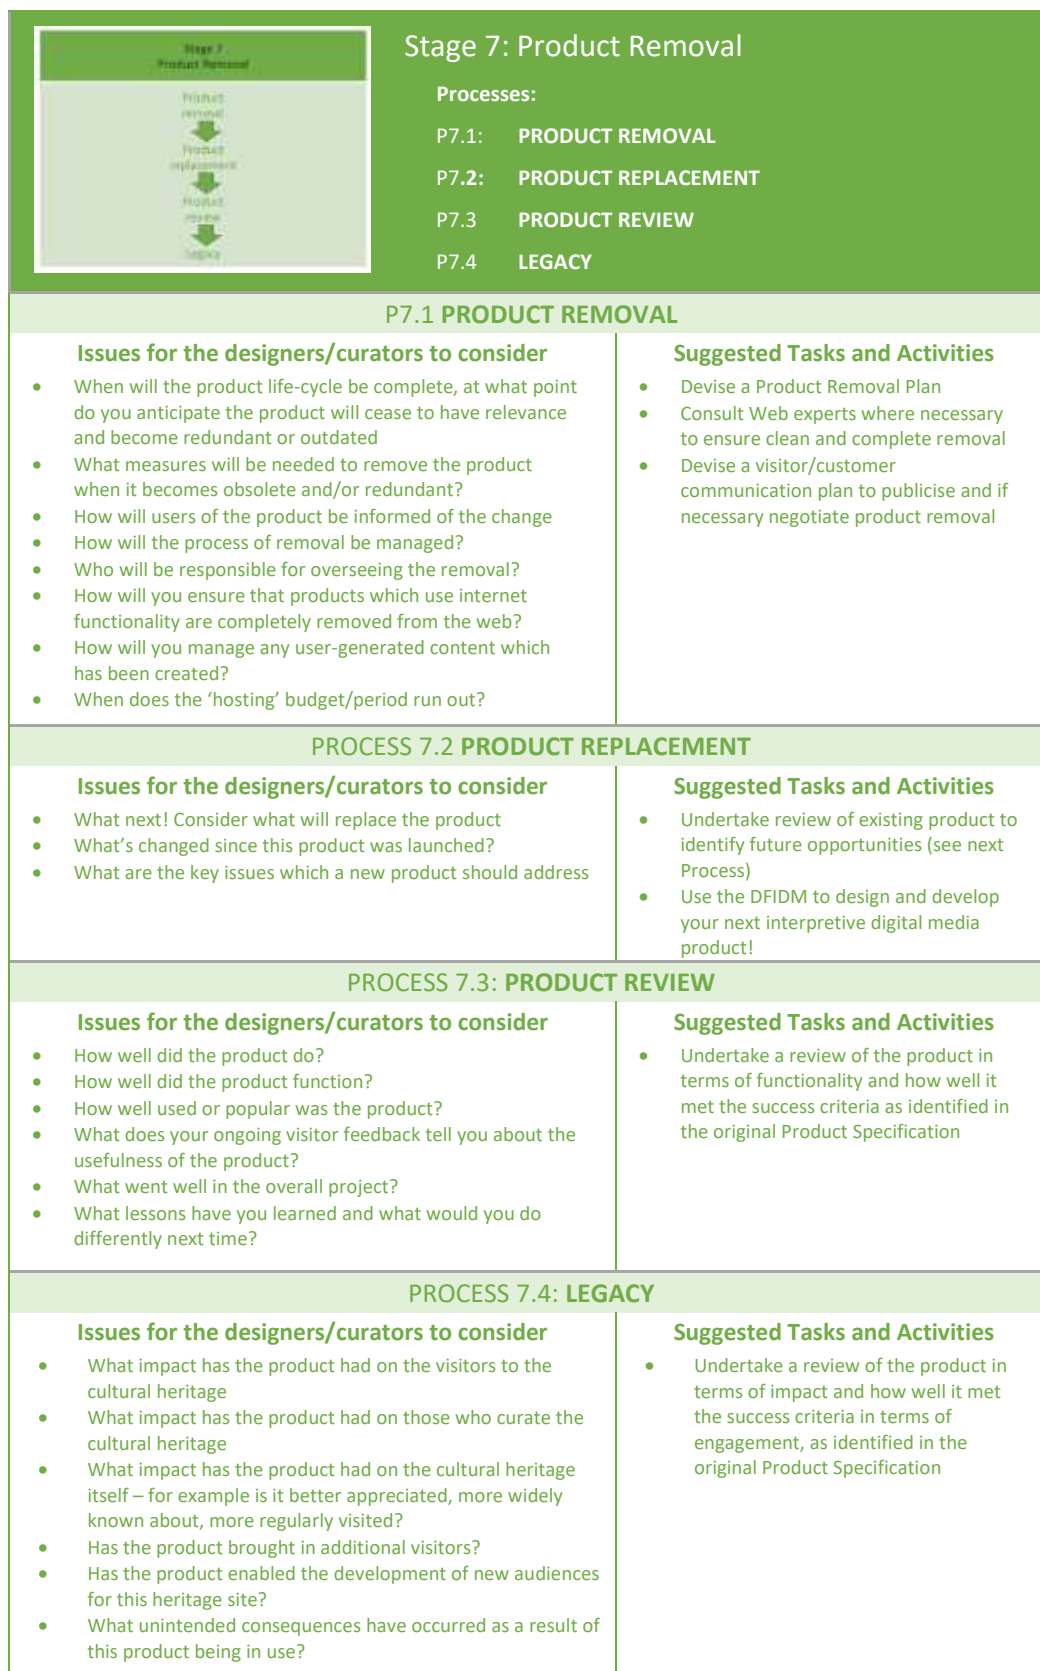 Stage 7
Product Removal
Product
removal
Product
replacement
Product
review
Legacy
Stage 7: Product Removal
Processes:
P7.1: PRODUCT REMOVAL
P7.2: PRODUCT REPLACEMENT
P7.3 PRODUCT REVIEW
P7.4 LEGACY
P7.1 PRODUCT REMOVAL
Issues for the designers/curators to consider
• When will the product life-cycle be complete, at what point
do you anticipate the product will cease to have relevance
and become redundant or outdated
• What measures will be needed to remove the product
when it becomes obsolete and/or redundant?
• How will users of the product be informed of the change
• How will the process of removal be managed?
• Who will be responsible for overseeing the removal?
• How will you ensure that products which use internet
functionality are completely removed from the web?
• How will you manage any user-generated content which
has been created?
• When does the ‘hosting’ budget/period run out?
Suggested Tasks and Activities
• Devise a Product Removal Plan
• Consult Web experts where necessary
to ensure clean and complete removal
• Devise a visitor/customer
communication plan to publicise and if
necessary negotiate product removal
PROCESS 7.2 PRODUCT REPLACEMENT
Issues for the designers/curators to consider
• What next! Consider what will replace the product
• What’s changed since this product was launched?
• What are the key issues which a new product should address
Suggested Tasks and Activities
• Undertake review of existing product to
identify future opportunities (see next
Process)
• Use the DFIDM to design and develop
your next interpretive digital media
product!
PROCESS 7.3: PRODUCT REVIEW
Issues for the designers/curators to consider
• How well did the product do?
• How well did the product function?
• How well used or popular was the product?
• What does your ongoing visitor feedback tell you about the
usefulness of the product?
• What went well in the overall project?
• What lessons have you learned and what would you do
differently next time?
Suggested Tasks and Activities
• Undertake a review of the product in
terms of functionality and how well it
met the success criteria as identified in
the original Product Specification
PROCESS 7.4: LEGACY
Issues for the designers/curators to consider
• What impact has the product had on the visitors to the
cultural heritage
• What impact has the product had on those who curate the
cultural heritage
• What impact has the product had on the cultural heritage
itself – for example is it better appreciated, more widely
known about, more regularly visited?
• Has the product brought in additional visitors?
• Has the product enabled the development of new audiences
for this heritage site?
• What unintended consequences have occurred as a result of
this product being in use?
Suggested Tasks and Activities
• Undertake a review of the product in
terms of impact and how well it met
the success criteria in terms of
engagement, as identified in the
original Product Specification